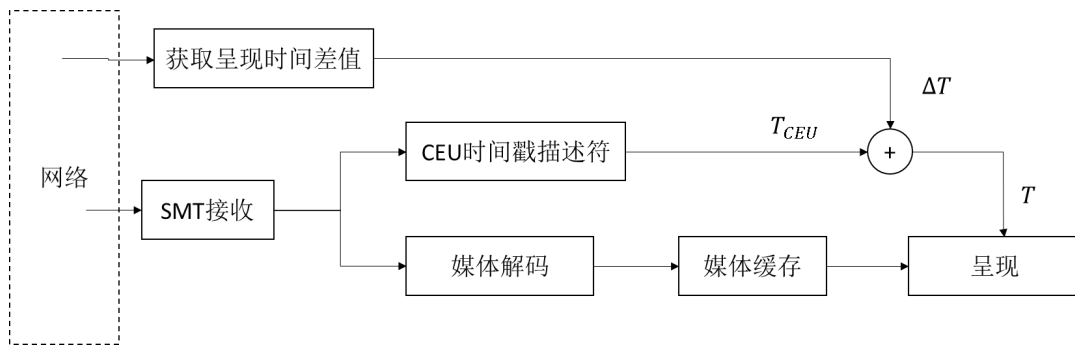 获取呈现时间差值
ΔT
T_CEU
CEU时间戳描述符
+
网络
SMT接收
T
媒体解码
媒体缓存
呈现